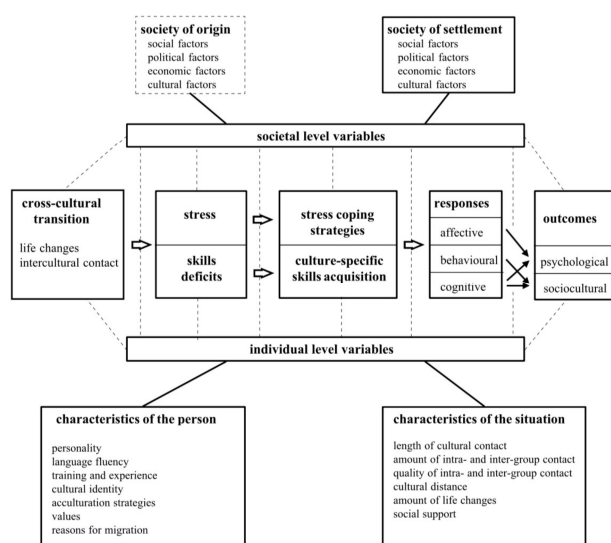 society of origin
social factors
political factors
economic factors
cultural factors
society of settlement
social factors
political factors
economic factors
cultural factors
societal level variables
cross-cultural
transition
life changes
intercultural contact
stress
skills
deficits
stress coping
strategies
culture-specific
skills acquisition
responses
affective
behavioural
cognitive
outcomes
psychological
sociocultural
individual level variables
characteristics of the person
personality
language fluency
training and experience
cultural identity
acculturation strategies
values
reasons for migration
characteristics of the situation
length of cultural contact
amount of intra- and inter-group contact
quality of intra- and inter-group contact
cultural distance
amount of life changes
social support